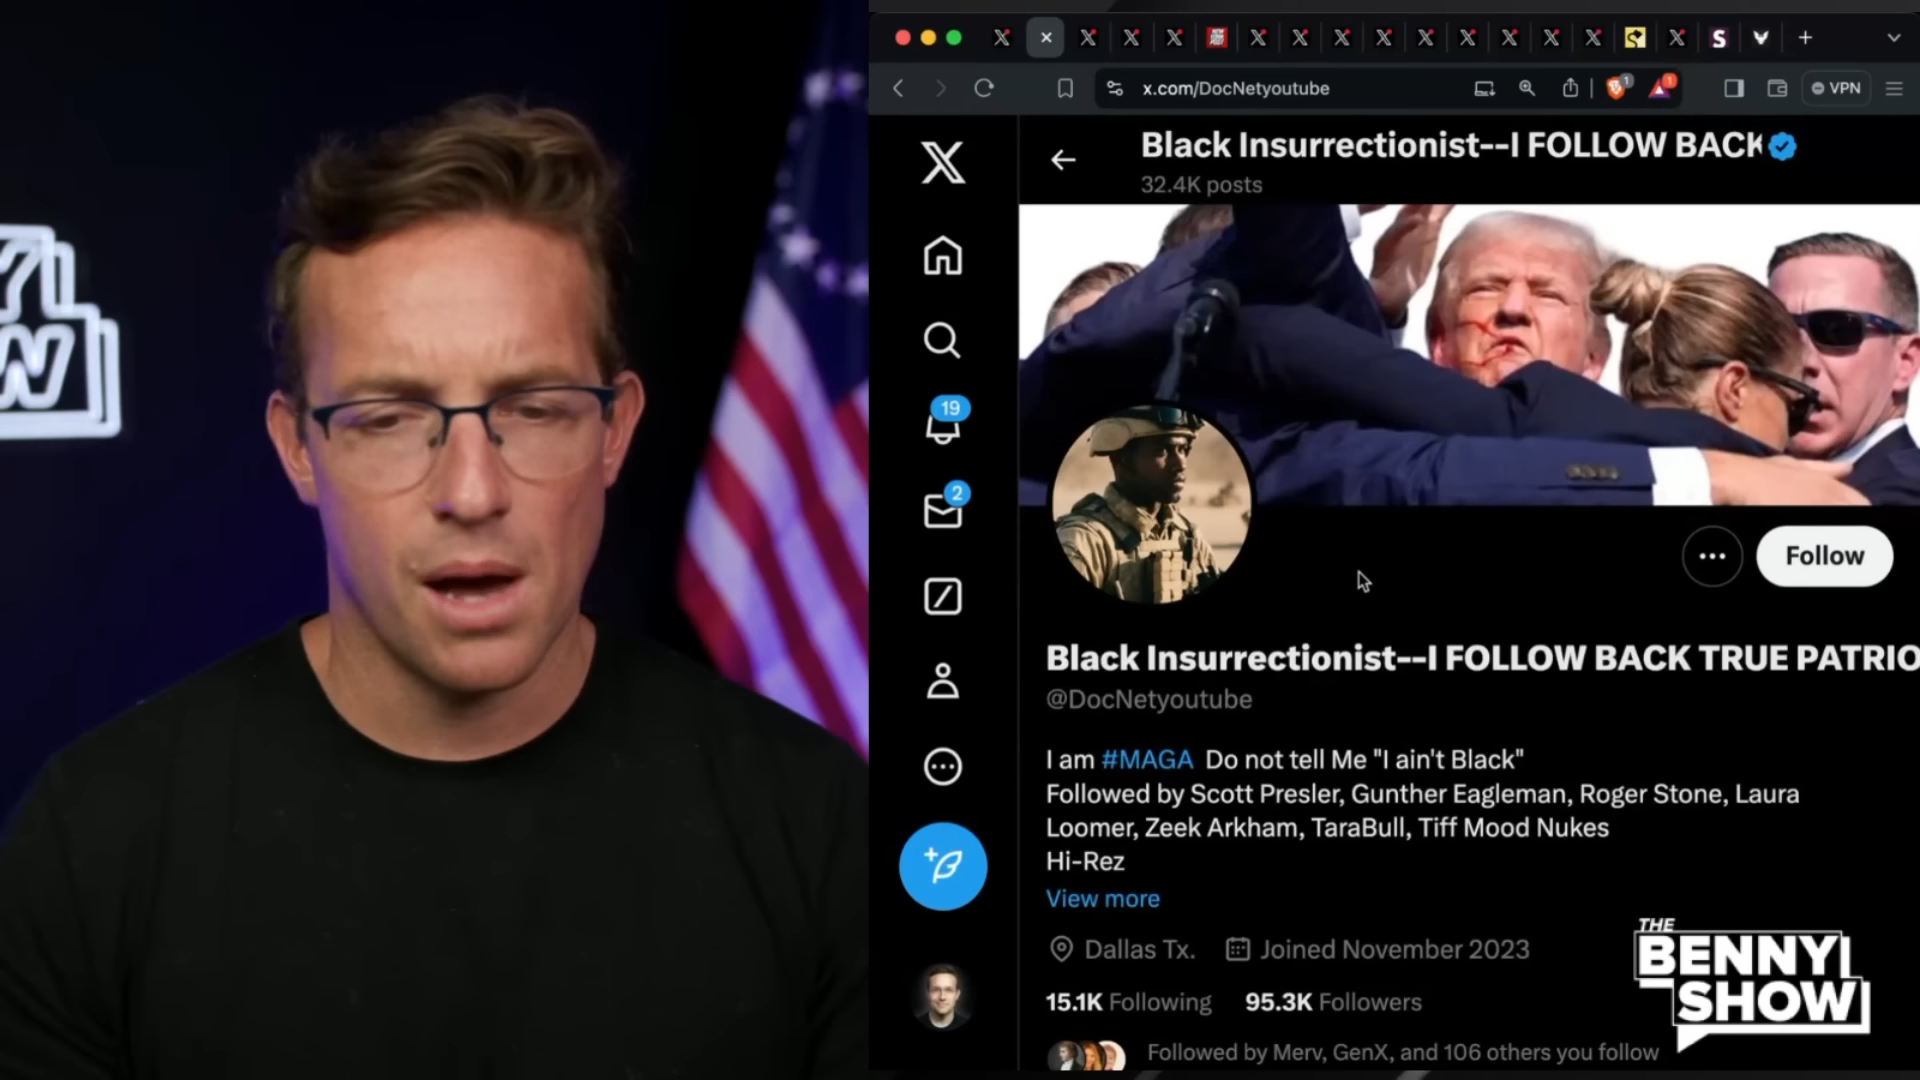 Y
W
x.com/DocNetyoutube
1
1
VPN
Black Insurrectionist--I FOLLOW BACK
32.4K posts
19
2
Follow
Black Insurrectionist--I FOLLOW BACK TRUE PATRIO
@DocNetyoutube
I am #MAGA Do not tell Me "I ain't Black"
Followed by Scott Presler, Gunther Eagleman, Roger Stone, Laura
Loomer, Zeek Arkham, TaraBull, Tiff Mood Nukes
Hi-Rez
View more
Dallas Tx. Joined November 2023
15.1K Following 95.3K Followers
Followed by Merv, GenX, and 106 others you follow
THE
BENNY
SHOW